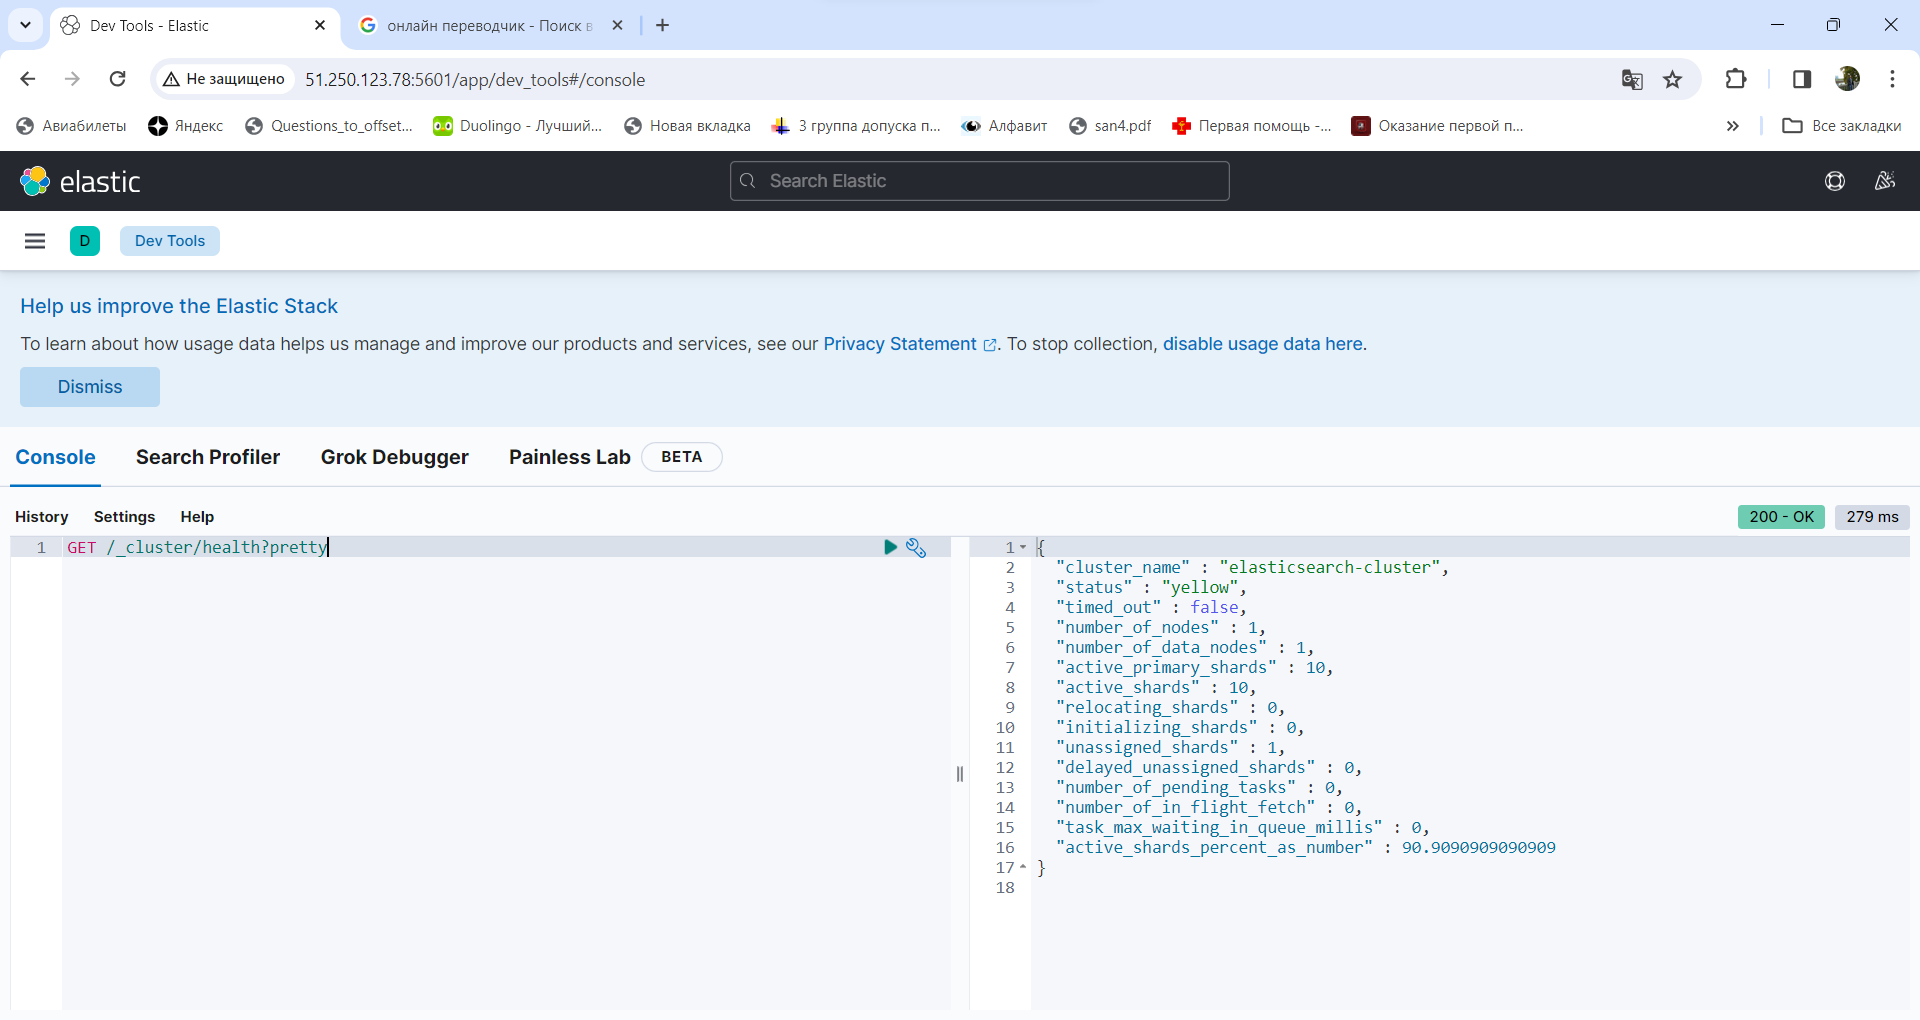 Dev Tools - Elastic
онлайн переводчик - Поиск в
Не защищено 51.250.123.78:5601/app/dev_tools#/console
Авиабилеты Яндекс Questions_to_offset... Duolingo - Лучший... Новая вкладка 3 группа допуска п... Алфавит san4.pdf Первая помощь -... Оказание первой п... » Все закладки
elastic
Search Elastic
D Dev Tools
Help us improve the Elastic Stack
To learn about how usage data helps us manage and improve our products and services, see our Privacy Statement. To stop collection, disable usage data here.
Dismiss
Console Search Profiler Grok Debugger Painless Lab BETA
History Settings Help
200 - OK 279 ms
1 GET /_cluster/health?pretty
1 {
2 "cluster_name" : "elasticsearch-cluster",
3 "status" : "yellow",
4 "timed_out" : false,
5 "number_of_nodes" : 1,
6 "number_of_data_nodes" : 1,
7 "active_primary_shards" : 10,
8 "active_shards" : 10,
9 "relocating_shards" : 0,
10 "initializing_shards" : 0,
11 "unassigned_shards" : 1,
12 "delayed_unassigned_shards" : 0,
13 "number_of_pending_tasks" : 0,
14 "number_of_in_flight_fetch" : 0,
15 "task_max_waiting_in_queue_millis" : 0,
16 "active_shards_percent_as_number" : 90.9090909090909
17 }
18